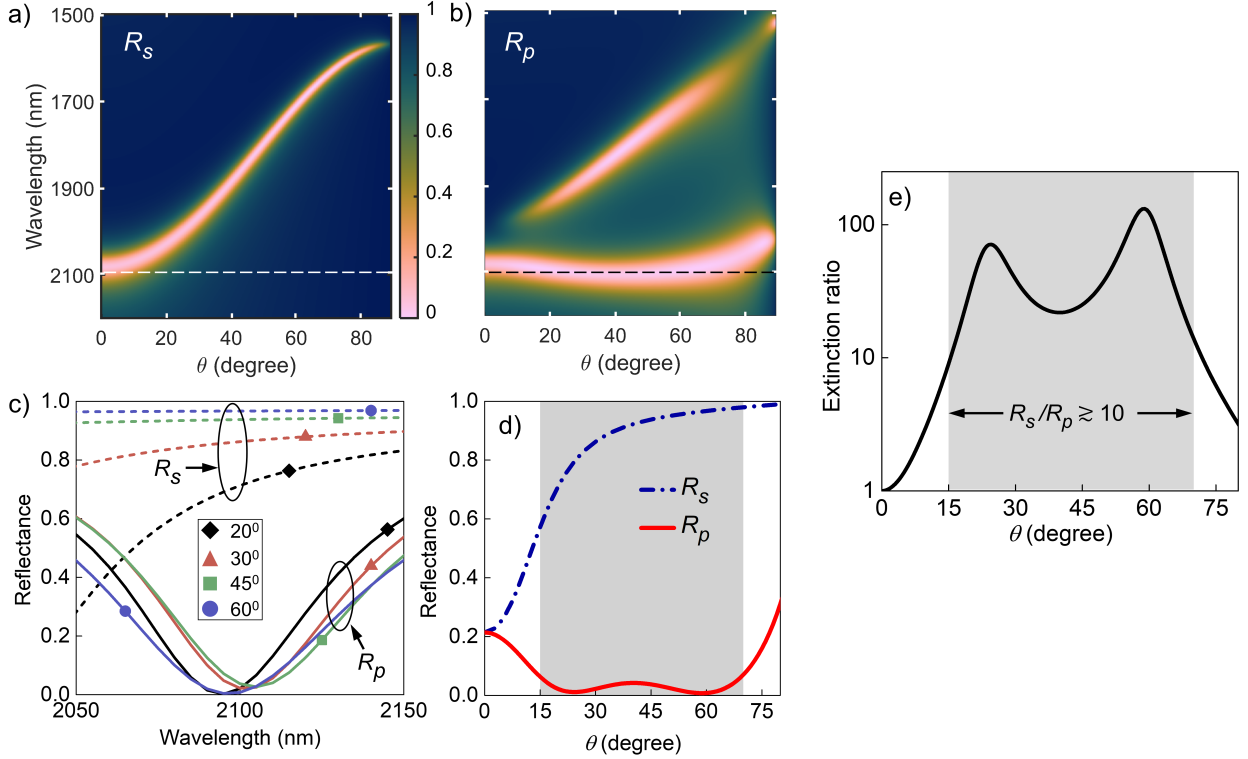 a)
R_s
1500
1700
1900
2100
Wavelength (nm)
0 20 40 60 80
θ (degree)
1
0.8
0.6
0.4
0.2
0
b)
R_p
0 20 40 60 80
θ (degree)
c)
1.0
0.8
0.6
0.4
0.2
0.0
Reflectance
R_s
20⁰
30⁰
45⁰
60⁰
R_p
2050 2100 2150
Wavelength (nm)
d)
1.0
0.8
0.6
0.4
0.2
0.0
Reflectance
R_s
R_p
0 15 30 45 60 75
θ (degree)
e)
100
10
1
Extinction ratio
R_s/R_p ≳ 10
0 15 30 45 60 75
θ (degree)